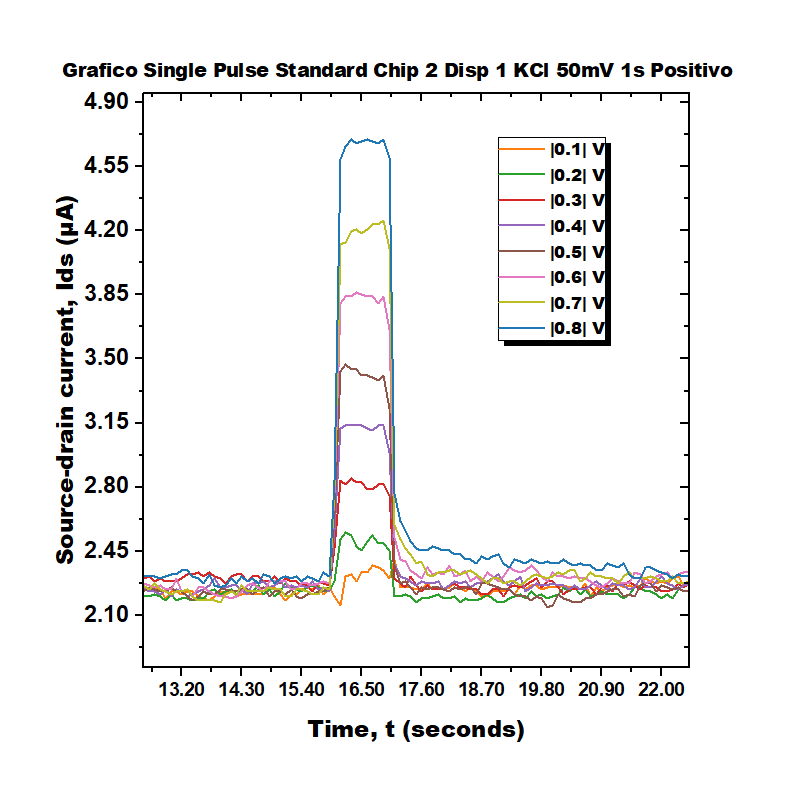 Grafico Single Pulse Standard Chip 2 Disp 1 KCl 50mV 1s Positivo
4.90
4.55
4.20
3.85
3.50
3.15
2.80
2.45
2.10
Source-drain current, Ids (µA)
|0.1| V
|0.2| V
|0.3| V
|0.4| V
|0.5| V
|0.6| V
|0.7| V
|0.8| V
13.20 14.30 15.40 16.50 17.60 18.70 19.80 20.90 22.00
Time, t (seconds)